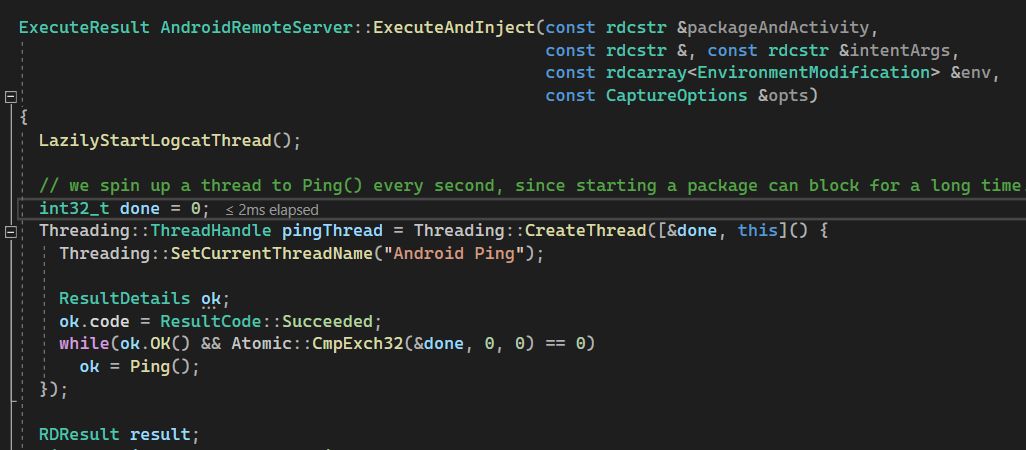 ExecuteResult AndroidRemoteServer::ExecuteAndInject(const rdcstr &packageAndActivity,
                                                    const rdcstr &, const rdcstr &intentArgs,
                                                    const rdcarray<EnvironmentModification> &env,
                                                    const CaptureOptions &opts)
{
  LazilyStartLogcatThread();

  // we spin up a thread to Ping() every second, since starting a package can block for a long time
  int32_t done = 0; ≤ 2ms elapsed
  Threading::ThreadHandle pingThread = Threading::CreateThread([&done, this]() {
    Threading::SetCurrentThreadName("Android Ping");

    ResultDetails ok;
    ok.code = ResultCode::Succeeded;
    while(ok.OK() && Atomic::CmpExch32(&done, 0, 0) == 0)
      ok = Ping();
  });

  RDResult result;